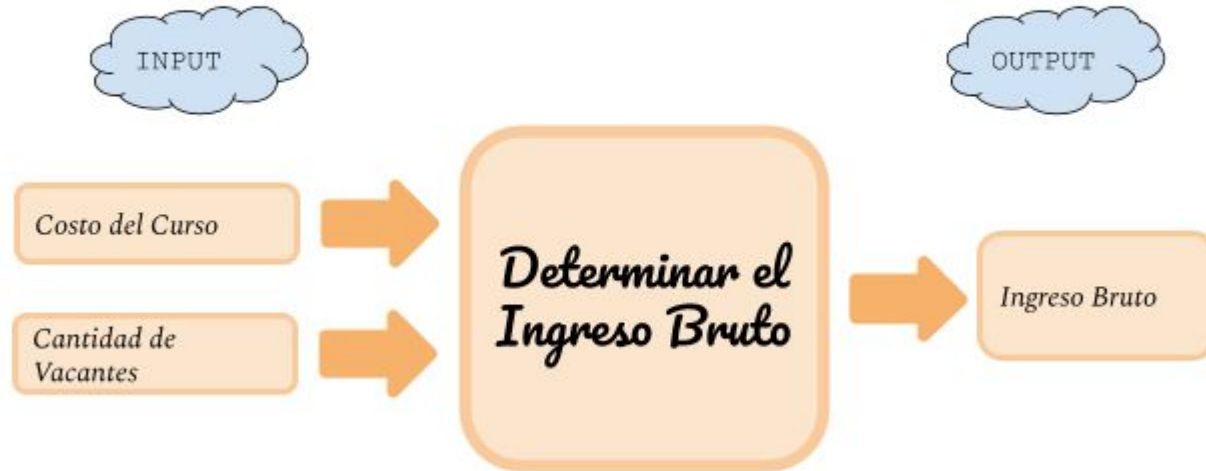 INPUT
OUTPUT
Costo del Curso
Cantidad de
Vacantes
Determinar el
Ingreso Bruto
Ingreso Bruto